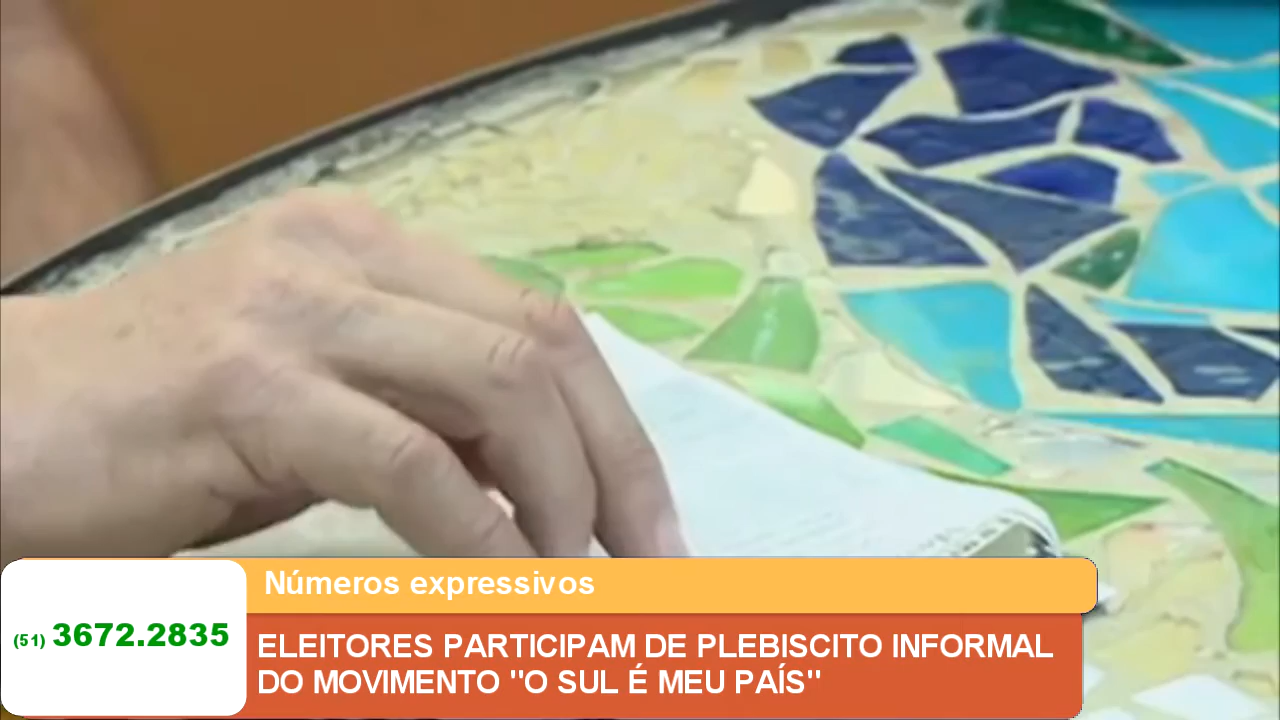 Números expressivos
(51) 3672.2835
ELEITORES PARTICIPAM DE PLEBISCITO INFORMAL
DO MOVIMENTO "O SUL É MEU PAÍS"